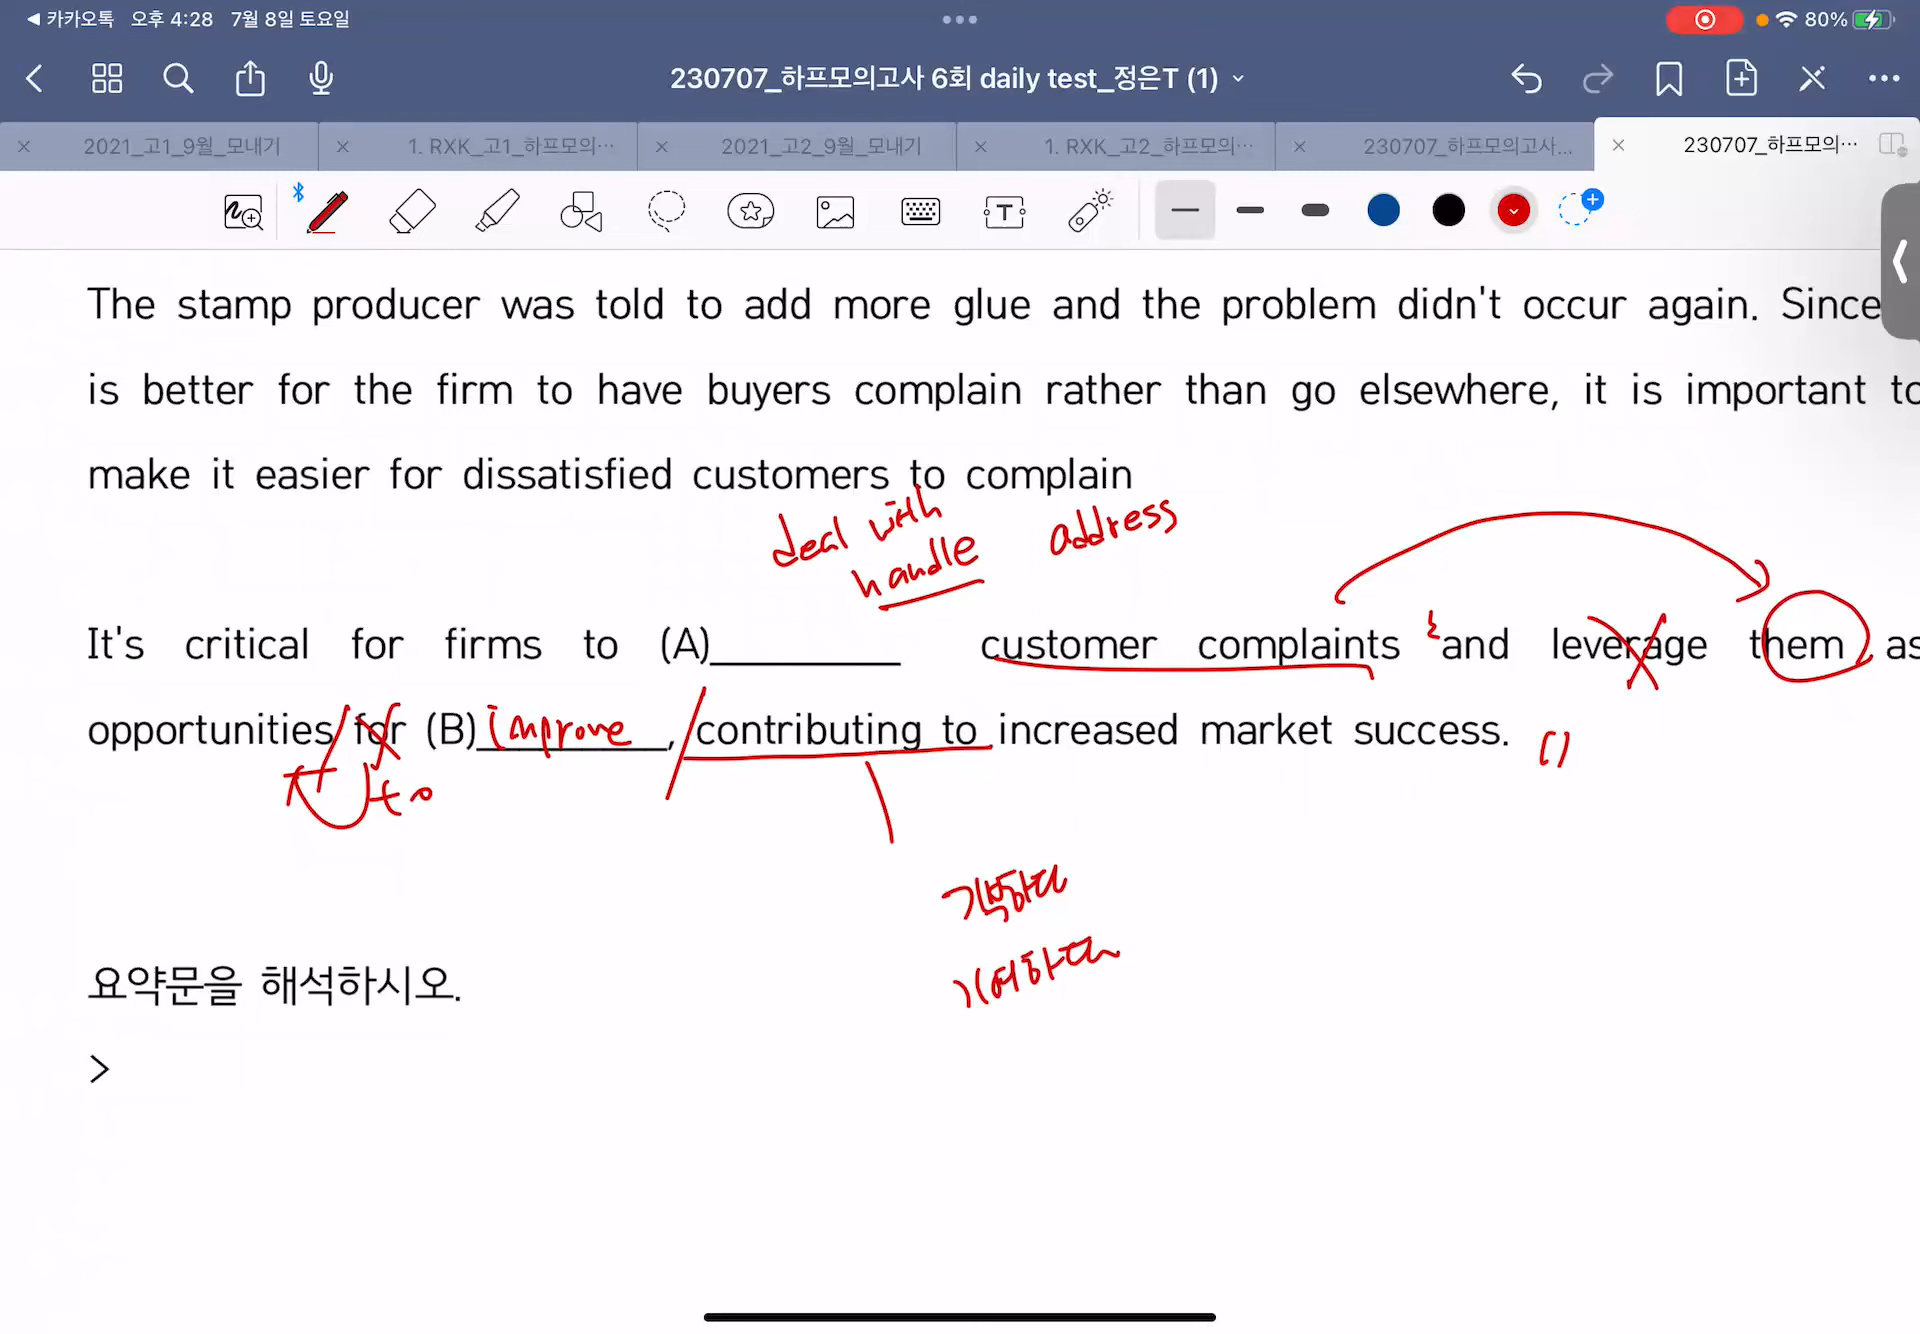 카카오톡 오후 4:28 7월 8일 토요일 80%
230707_하프모의고사 6회 daily test_정은T (1)
2021_고1_9월_모내기 1. RXK_고1_하프모의… 2021_고2_9월_모내기 1. RXK_고2_하프모의… 230707_하프모의고사... 230707_하프모의…
The stamp producer was told to add more glue and the problem didn't occur again. Since
is better for the firm to have buyers complain rather than go elsewhere, it is important to
make it easier for dissatisfied customers to complain
deal with address
handle
It's critical for firms to (A)_________ customer complaints and leverage them as
opportunities for (B) improve, contributing to increased market success.
to
기여하다
요약문을 해석하시오.
>